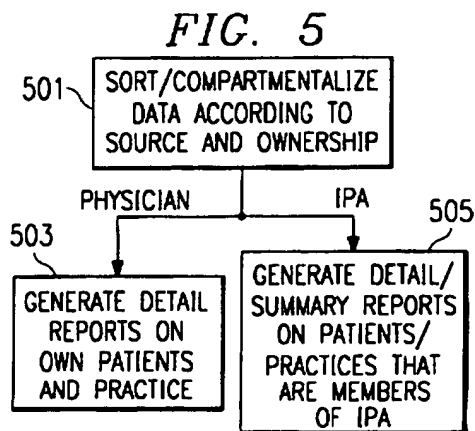 FIG. 5
501
SORT/COMPARTMENTALIZE
DATA ACCORDING TO
SOURCE AND OWNERSHIP
PHYSICIAN
IPA
503
GENERATE DETAIL
REPORTS ON
OWN PATIENTS
AND PRACTICE
505
GENERATE DETAIL/
SUMMARY REPORTS
ON PATIENTS/
PRACTICES THAT
ARE MEMBERS
OF IPA